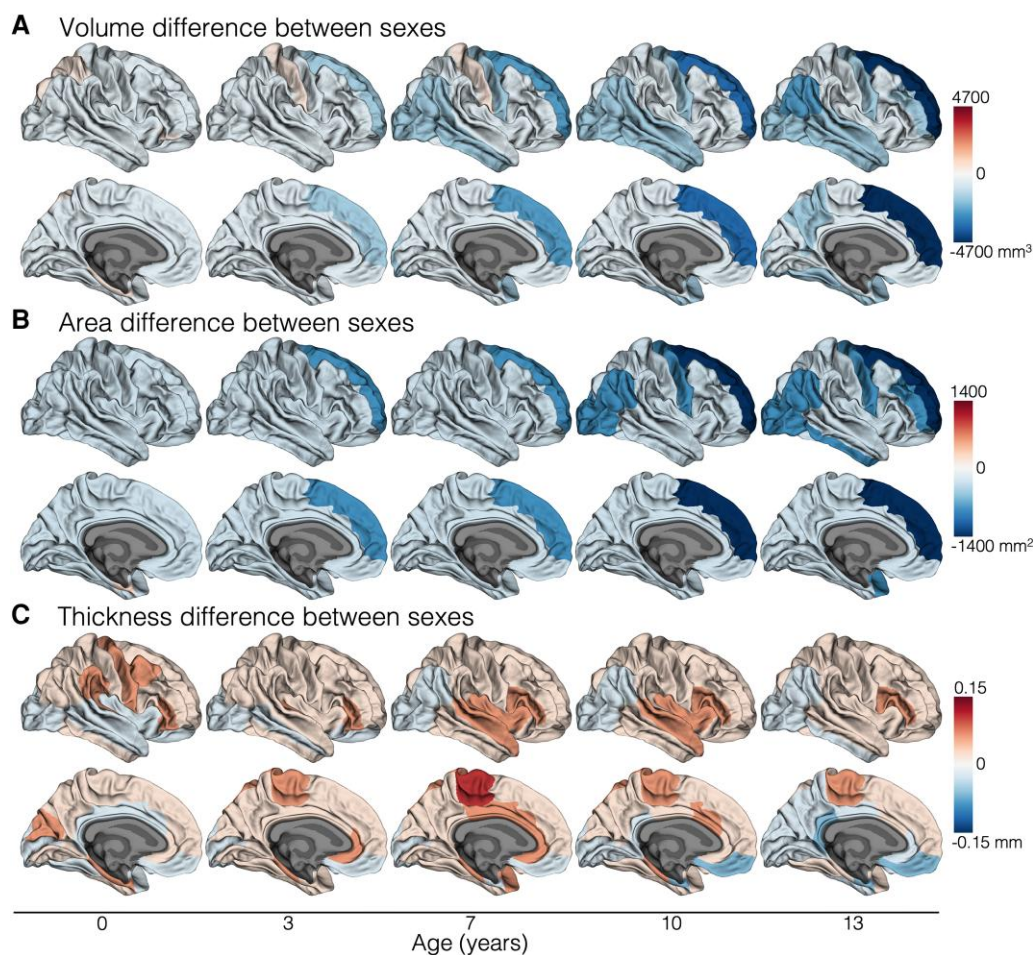 A Volume difference between sexes
4700
0
-4700 mm³
B Area difference between sexes
1400
0
-1400 mm²
C Thickness difference between sexes
0.15
0
-0.15 mm
0 3 7 10 13
Age (years)